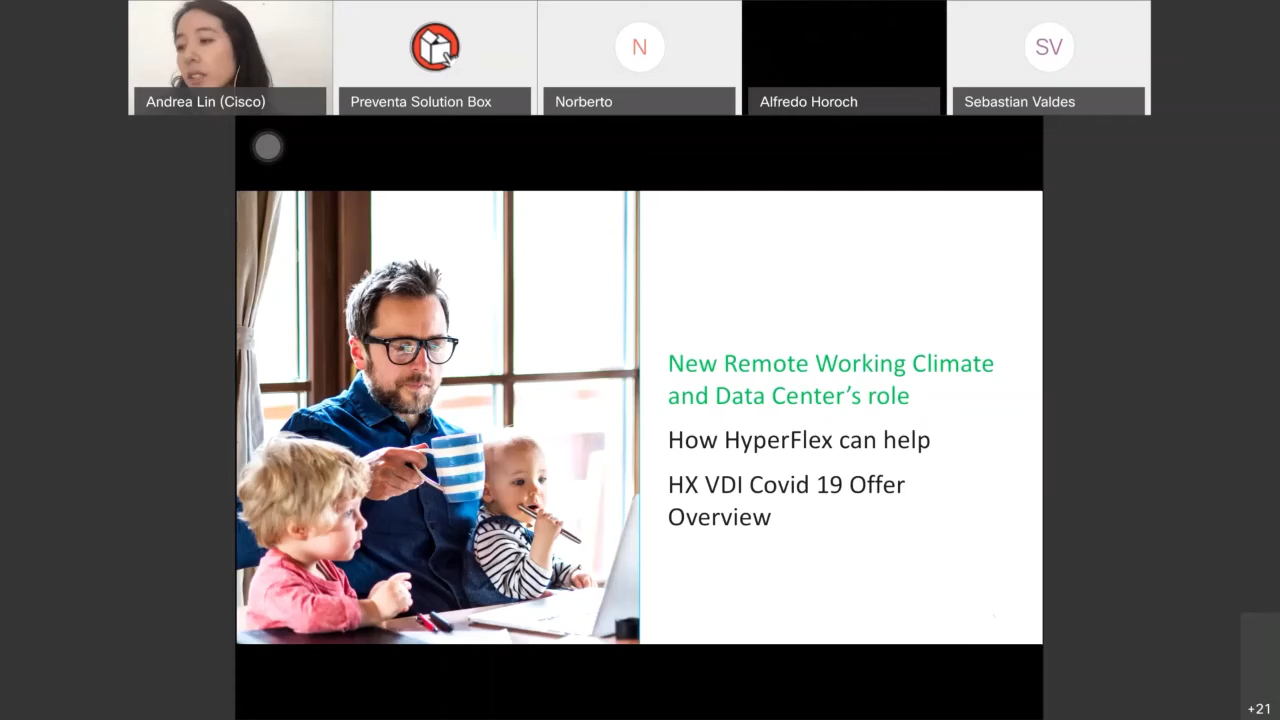 Andrea Lin (Cisco)
Preventa Solution Box
N
Norberto
Alfredo Horoch
SV
Sebastian Valdes
New Remote Working Climate
and Data Center's role
How HyperFlex can help
HX VDI Covid 19 Offer
Overview
+21